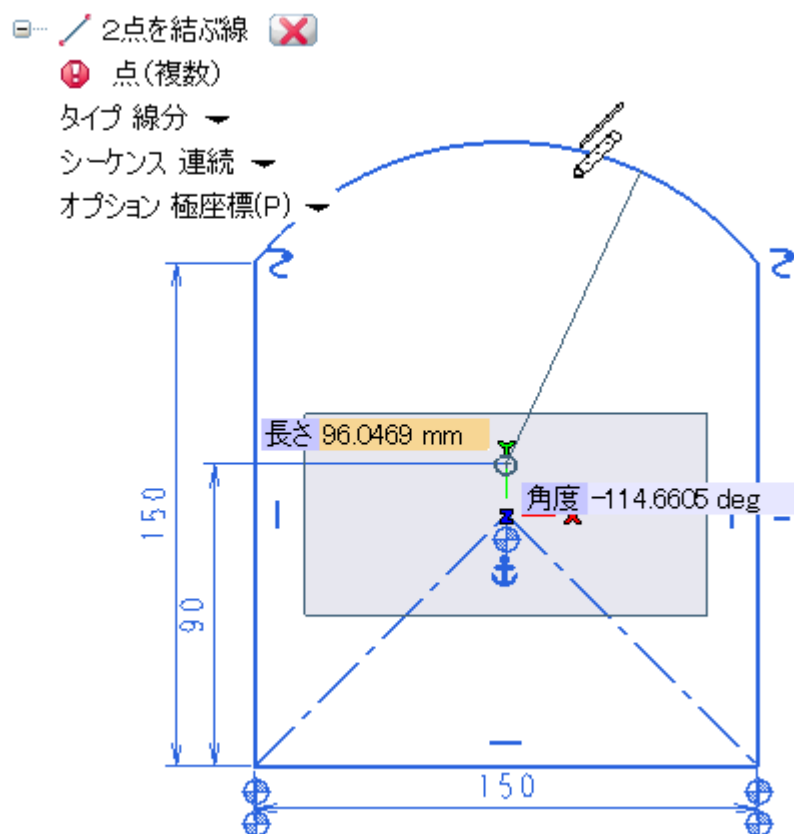 2点を結ぶ線
点(複数)
タイプ 線分
シーケンス 連続
オプション 極座標(P)
長さ 96.0469 mm
Y
角度 -114.6605 deg
Z X
150
90
150